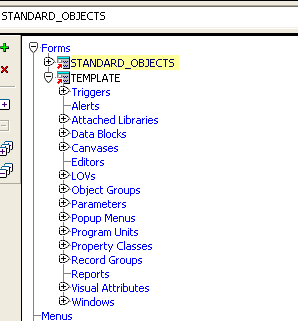 STANDARD_OBJECTS
Forms
STANDARD_OBJECTS
TEMPLATE
Triggers
Alerts
Attached Libraries
Data Blocks
Canvases
Editors
LOVs
Object Groups
Parameters
Popup Menus
Program Units
Property Classes
Record Groups
Reports
Visual Attributes
Windows
Menus